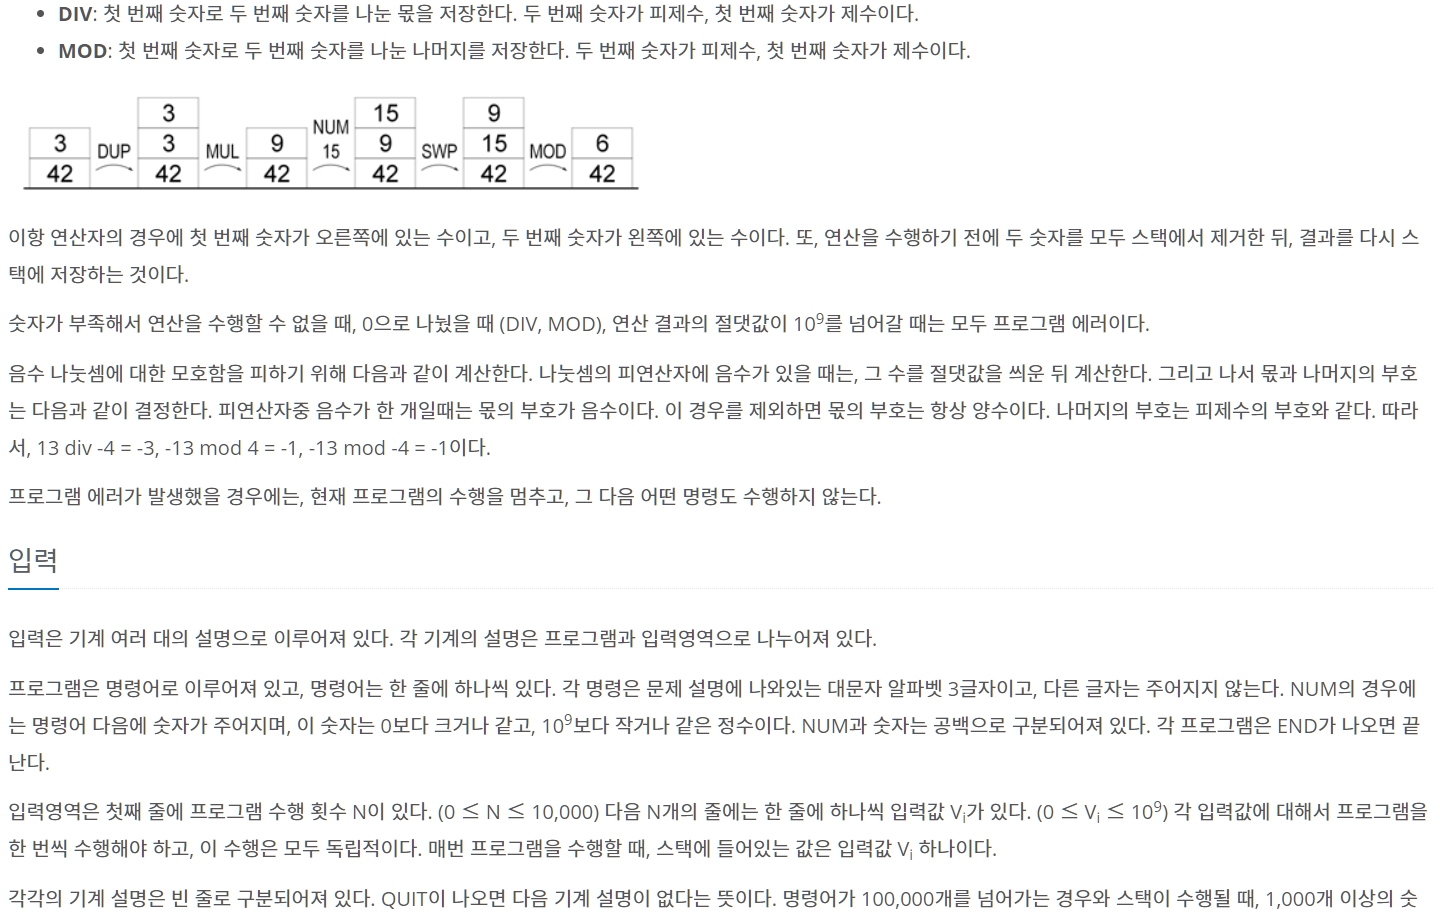 • DIV: 첫 번째 숫자로 두 번째 숫자를 나눈 몫을 저장한다. 두 번째 숫자가 피제수, 첫 번째 숫자가 제수이다.
• MOD: 첫 번째 숫자로 두 번째 숫자를 나눈 나머지를 저장한다. 두 번째 숫자가 피제수, 첫 번째 숫자가 제수이다.
3 15 9
3 DUP 3 MUL 9 NUM 15 9 SWP 15 MOD 6
42 42 42 42 42 42
이항 연산자의 경우에 첫 번째 숫자가 오른쪽에 있는 수이고, 두 번째 숫자가 왼쪽에 있는 수이다. 또, 연산을 수행하기 전에 두 숫자를 모두 스택에서 제거한 뒤, 결과를 다시 스
택에 저장하는 것이다.
숫자가 부족해서 연산을 수행할 수 없을 때, 0으로 나눴을 때 (DIV, MOD), 연산 결과의 절댓값이 10⁹를 넘어갈 때는 모두 프로그램 에러이다.
음수 나눗셈에 대한 모호함을 피하기 위해 다음과 같이 계산한다. 나눗셈의 피연산자에 음수가 있을 때는, 그 수를 절댓값을 씌운 뒤 계산한다. 그리고 나서 몫과 나머지의 부호
는 다음과 같이 결정한다. 피연산자중 음수가 한 개일때는 몫의 부호가 음수이다. 이 경우를 제외하면 몫의 부호는 항상 양수이다. 나머지의 부호는 피제수의 부호와 같다. 따라
서, 13 div -4 = -3, -13 mod 4 = -1, -13 mod -4 = -1이다.
프로그램 에러가 발생했을 경우에는, 현재 프로그램의 수행을 멈추고, 그 다음 어떤 명령도 수행하지 않는다.
입력
입력은 기계 여러 대의 설명으로 이루어져 있다. 각 기계의 설명은 프로그램과 입력영역으로 나누어져 있다.
프로그램은 명령어로 이루어져 있고, 명령어는 한 줄에 하나씩 있다. 각 명령은 문제 설명에 나와있는 대문자 알파벳 3글자이고, 다른 글자는 주어지지 않는다. NUM의 경우에
는 명령어 다음에 숫자가 주어지며, 이 숫자는 0보다 크거나 같고, 10⁹보다 작거나 같은 정수이다. NUM과 숫자는 공백으로 구분되어져 있다. 각 프로그램은 END가 나오면 끝
난다.
입력영역은 첫째 줄에 프로그램 수행 횟수 N이 있다. (0 ≤ N ≤ 10,000) 다음 N개의 줄에는 한 줄에 하나씩 입력값 Vᵢ가 있다. (0 ≤ Vᵢ ≤ 10⁹) 각 입력값에 대해서 프로그램을
한 번씩 수행해야 하고, 이 수행은 모두 독립적이다. 매번 프로그램을 수행할 때, 스택에 들어있는 값은 입력값 Vᵢ 하나이다.
각각의 기계 설명은 빈 줄로 구분되어져 있다. QUIT이 나오면 다음 기계 설명이 없다는 뜻이다. 명령어가 100,000개를 넘어가는 경우와 스택이 수행될 때, 1,000개 이상의 숫